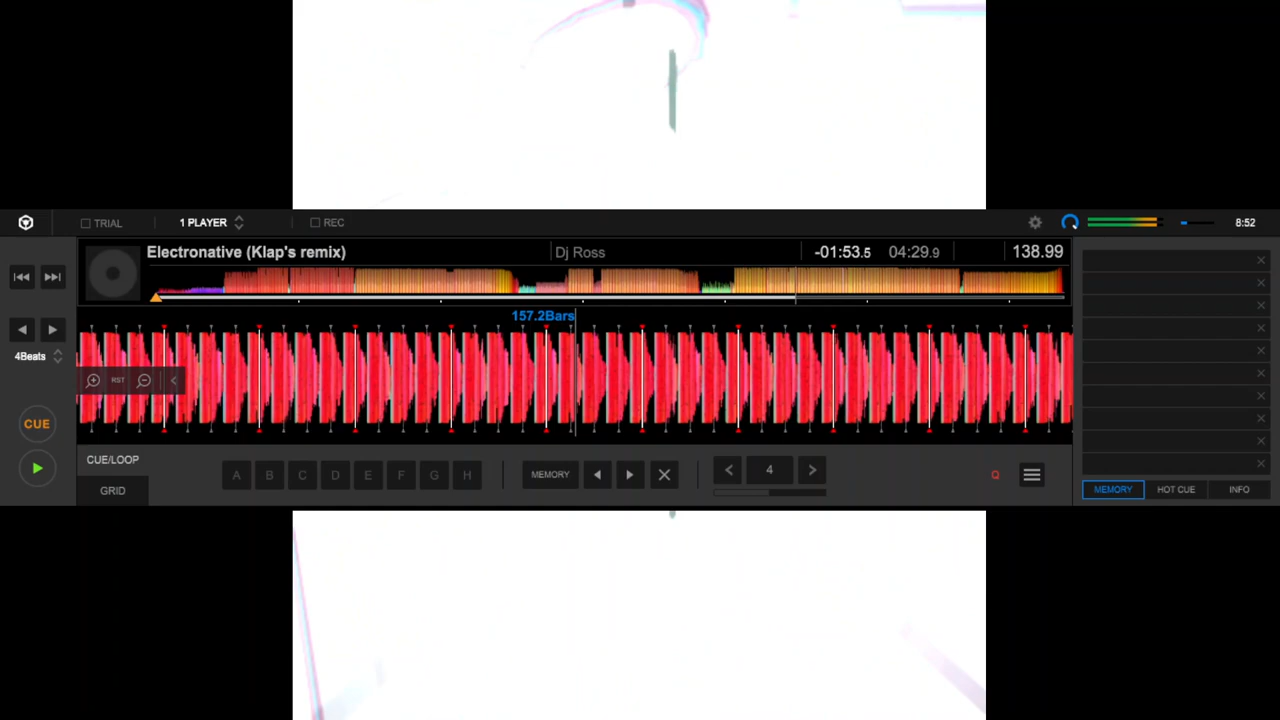 TRIAL 1 PLAYER REC 8:52
Electronative (Klap's remix) Dj Ross -01:53.5 04:29.9 138.99
157.2Bars
4Beats
RST
CUE
CUE/LOOP
GRID
A B C D E F G H MEMORY 4 Q
MEMORY HOT CUE INFO